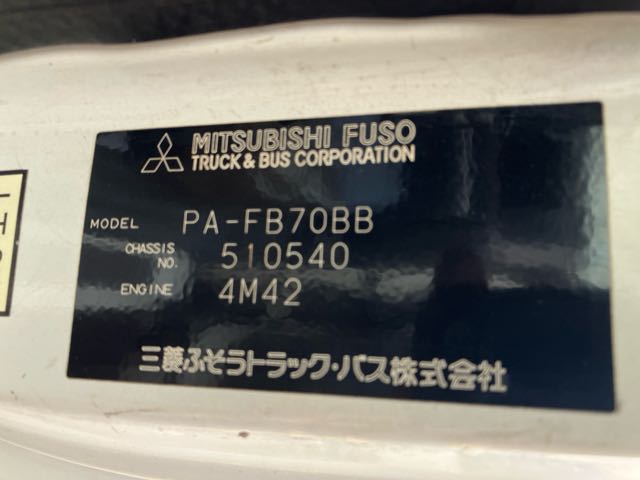 MITSUBISHI FUSO
TRUCK & BUS CORPORATION
MODEL PA-FB70BB
CHASSIS NO. 510540
ENGINE 4M42
三菱ふそうトラック・バス株式会社